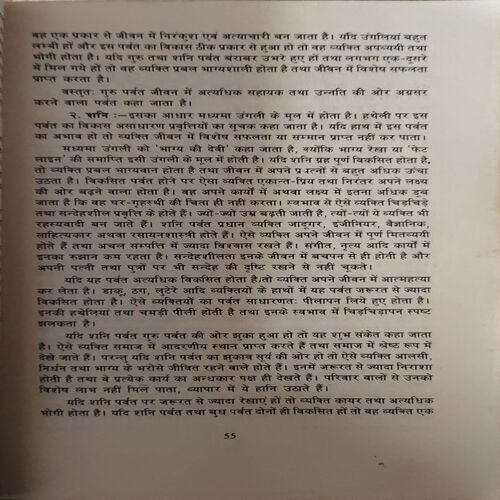 वह एक प्रकार से जीवन में निरंकुश एवं अत्याचारी बन जाता है। यदि उंगलियां बहुत
लम्बी हों और इस पर्वत का विकास ठीक प्रकार से हुआ हो तो वह व्यक्ति अपव्ययी तथा
भोगी होता है। यदि गुरु तथा शनि पर्वत बराबर उभरे हुए हों तथा लगभग एक-दूसरे
में मिल गये हों तो वह व्यक्ति प्रबल भाग्यशाली होता है तथा जीवन में विशेष सफलता
प्राप्त करता है।
वस्तुतः गुरु पर्वत जीवन में अत्यधिक सहायक तथा उन्नति की ओर अग्रसर
करने वाला पर्वत कहा जाता है।
२. शनि :—इसका आधार मध्यमा उंगली के मूल में होता है। हथेली पर इस
पर्वत का विकास असाधारण प्रवृत्तियों का सूचक कहा जाता है। यदि हाथ में इस पर्वत
का अभाव हो तो व्यक्ति जीवन में विशेष सफलता या सम्मान प्राप्त नहीं कर पाता।
मध्यमा उंगली को 'भाग्य की देवी' कहा जाता है, क्योंकि भाग्य रेखा या 'फेट
लाइन' की समाप्ति इसी उंगली के मूल में होती है। यदि शनि ग्रह पूर्ण विकसित होता है,
तो व्यक्ति प्रबल भाग्यवान होता है तथा जीवन में अपने प्रयत्नों से बहुत अधिक ऊंचा
उठता है। विकसित पर्वत होने पर ऐसा व्यक्ति एकान्त-प्रिय तथा निरंतर अपने लक्ष्य
की ओर बढ़ने वाला होता है। वह अपने कार्यों में अथवा लक्ष्य में इतना अधिक डूब
जाता है कि वह घर-गृहस्थी की चिंता ही नहीं करता। स्वभाव से ऐसे व्यक्ति चिड़चिड़े
तथा सन्देहशील प्रवृत्ति के होते हैं। ज्यों-ज्यों उम्र बढ़ती जाती है, त्यों-त्यों ये व्यक्ति भी
रहस्यवादी बन जाते हैं। शनि पर्वत प्रधान व्यक्ति जादूगर, इंजीनियर, वैज्ञानिक,
साहित्यकार अथवा रसायनशास्त्री होते हैं। ऐसे व्यक्ति अपने जीवन में पूर्ण मितव्ययी
होते हैं तथा अचल सम्पत्ति में ज्यादा विश्वास रखते हैं। संगीत, नृत्य आदि कार्यों में
इनका रुझान कम रहता है। सन्देहशीलता इनके जीवन में बचपन से ही होती है और
अपनी पत्नी तथा पुत्रों पर भी सन्देह की दृष्टि रखने से नहीं चूकते।
यदि यह पर्वत अत्यधिक विकसित होता है,तो व्यक्ति अपने जीवन में आत्महत्या
कर लेता है। डाकू, ठग, लुटेरे आदि व्यक्तियों के हाथों में यह पर्वत जरूरत से ज्यादा
विकसित होता है। ऐसे व्यक्तियों का पर्वत साधारणतः पीलापन लिये हुए होता है।
इनकी हथेलियां तथा चमड़ी पीली होती है तथा इनके स्वभाव में चिड़चिड़ापन स्पष्ट
झलकता है।
यदि शनि पर्वत गुरु पर्वत की ओर झुका हुआ हो तो यह शुभ संकेत कहा जाता
है। ऐसे व्यक्ति समाज में आदरणीय स्थान प्राप्त करते हैं तथा समाज में श्रेष्ठ रूप में
देखे जाते हैं। परन्तु यदि शनि पर्वत का झुकाव सूर्य की ओर हो तो ऐसे व्यक्ति आलसी,
निर्धन तथा भाग्य के भरोसे जीवित रहने वाले होते हैं। इनमें जरूरत से ज्यादा निराशा
होती है तथा वे प्रत्येक कार्य का अन्धकार पक्ष ही देखते हैं। परिवार वालों से उनको
विशेष लाभ नहीं मिल पाता, व्यापार में ये हानि उठाते हैं।
यदि शनि पर्वत पर जरूरत से ज्यादा रेखाएं हों तो व्यक्ति कायर तथा अत्यधिक
भोगी होता है। यदि शनि पर्वत तथा बुध पर्वत दोनों ही विकसित हों तो वह व्यक्ति एक
55